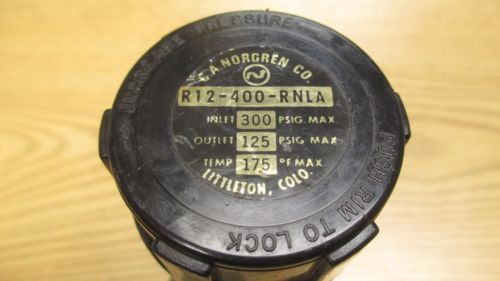 INCREASE PRESSURE
C.A.NORGREN CO.
N
R12-400-RNLA
INLET 300 PSIG. MAX
OUTLET 125 PSIG. MAX
TEMP 175 °F MAX
LITTLETON, COLO.
PUSH RIM TO LOCK